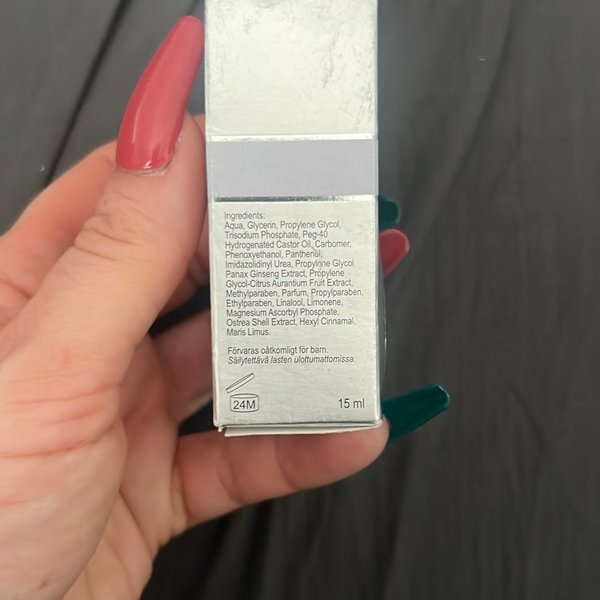 Ingredients:
Aqua, Glycerin, Propylene Glycol,
Trisodium Phosphate, Peg-40
Hydrogenated Castor Oil, Carbomer,
Phenoxyethanol, Panthenol,
Imidazolidinyl Urea, Propylene Glycol
Panax Ginseng Extract, Propylene
Glycol-Citrus Aurantium Fruit Extract,
Methylparaben, Parfum, Propylparaben,
Ethylparaben, Linalool, Limonene,
Magnesium Ascorbyl Phosphate,
Ostrea Shell Extract, Hexyl Cinnamal,
Maris Limus.
Förvaras oåtkomligt för barn.
Säilytettävä lasten ulottumattomissa.
24M
15 ml